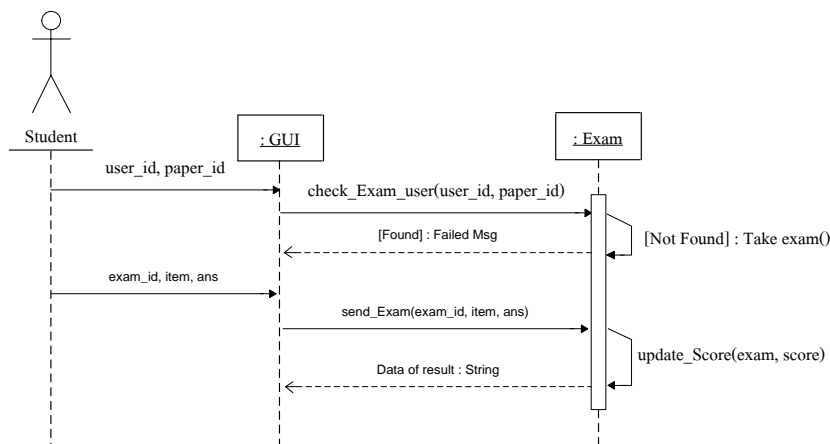 Student
: GUI
: Exam
user_id, paper_id
check_Exam_user(user_id, paper_id)
[Found] : Failed Msg
[Not Found] : Take exam()
exam_id, item, ans
send_Exam(exam_id, item, ans)
update_Score(exam, score)
Data of result : String